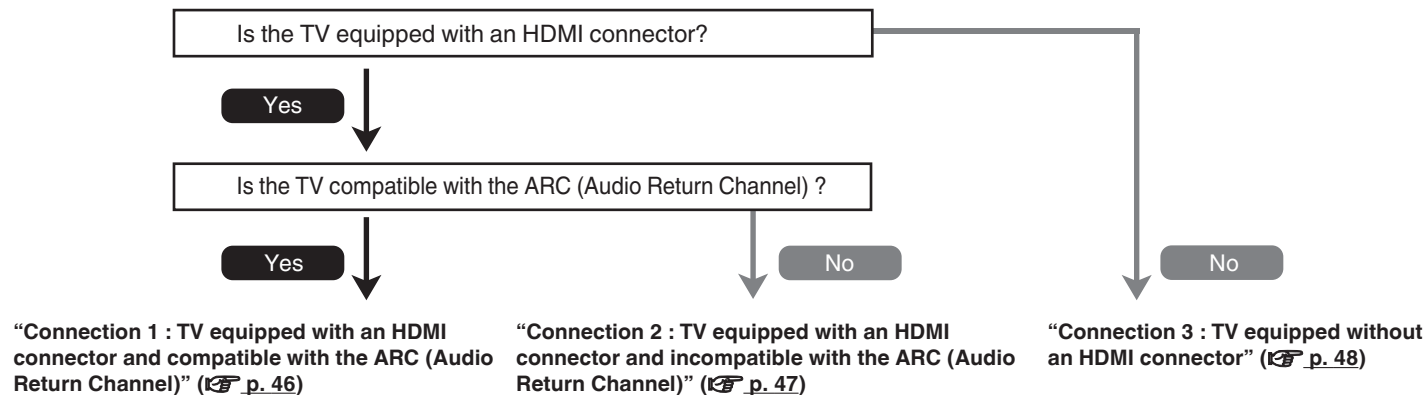 Is the TV equipped with an HDMI connector?
Yes
Is the TV compatible with the ARC (Audio Return Channel) ?
Yes
No
No
“Connection 1 : TV equipped with an HDMI
connector and compatible with the ARC (Audio
Return Channel)” (☞ p. 46)
“Connection 2 : TV equipped with an HDMI
connector and incompatible with the ARC (Audio
Return Channel)” (☞ p. 47)
“Connection 3 : TV equipped without
an HDMI connector” (☞ p. 48)